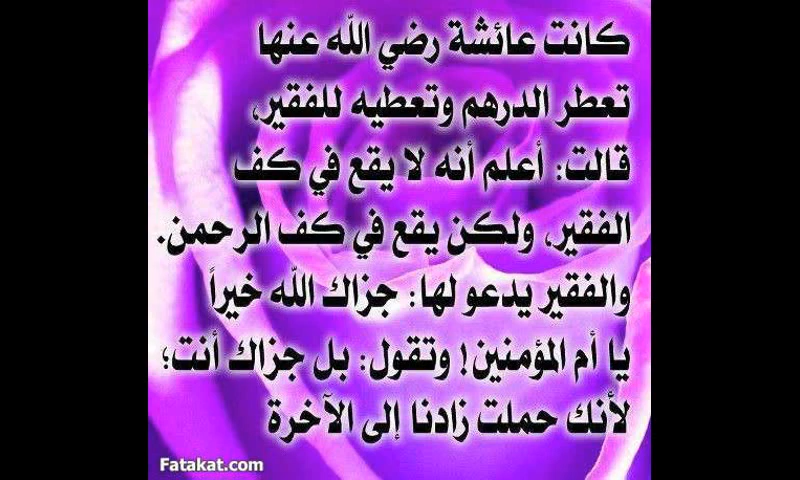 كانت عائشة رضي الله عنها
تعطر الدرهم وتعطيه للفقير،
قالت: أعلم أنه لا يقع في كف
الفقير، ولكن يقع في كف الرحمن.
والفقير يدعو لها: جزاك الله خيراً
يا أم المؤمنين! وتقول: بل جزاك أنت؛
لأنك حملت زادنا إلى الآخرة
Fatakat.com